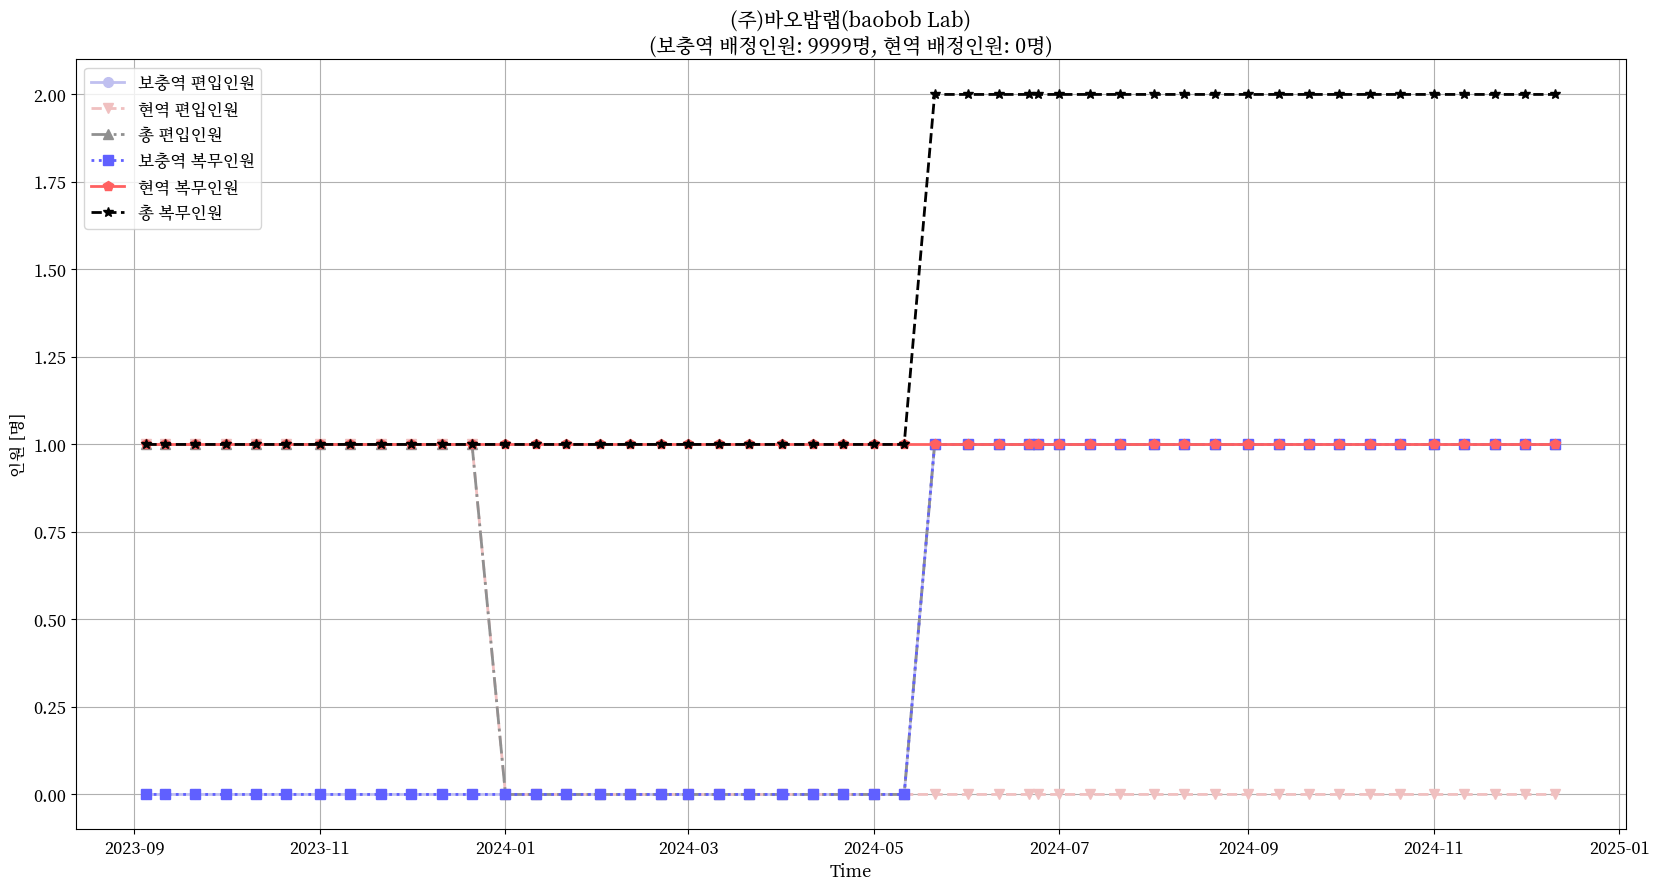 (주)바오밥랩(baobob Lab)
(보충역 배정인원: 9999명, 현역 배정인원: 0명)
보충역 편입인원
현역 편입인원
총 편입인원
보충역 복무인원
현역 복무인원
총 복무인원
2.00
1.75
1.50
1.25
1.00
0.75
0.50
0.25
0.00
인원 [명]
2023-09
2023-11
2024-01
2024-03
2024-05
2024-07
2024-09
2024-11
2025-01
Time